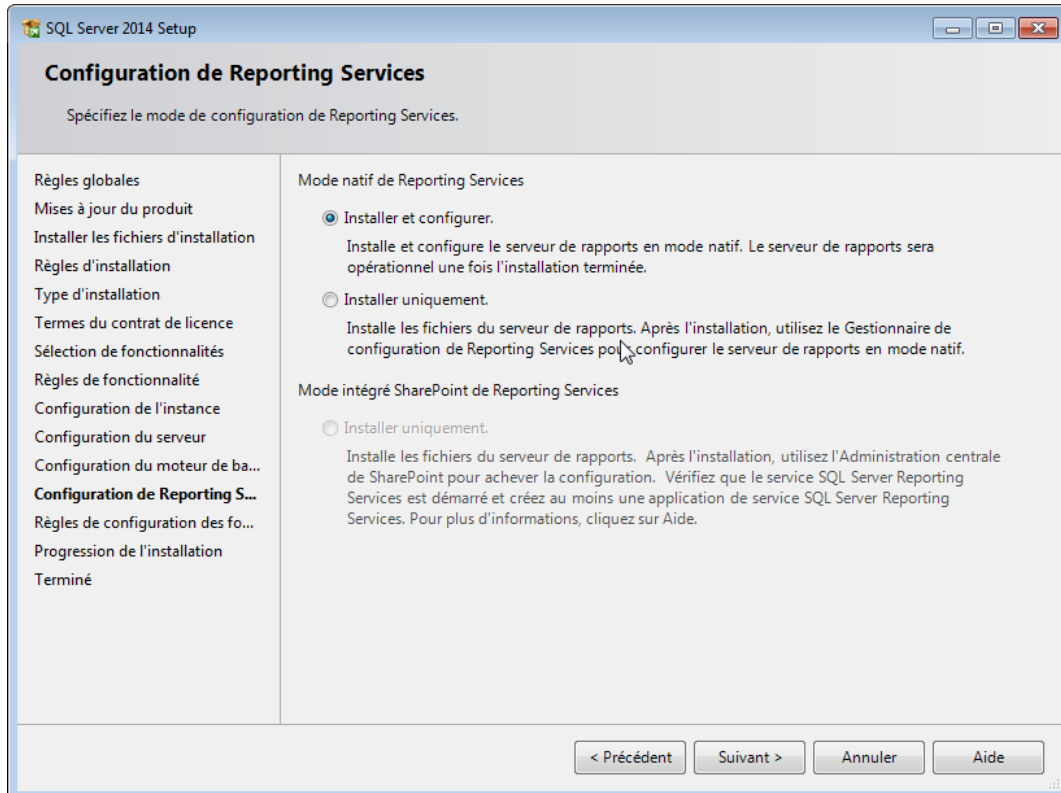 SQL Server 2014 Setup
Configuration de Reporting Services
Spécifiez le mode de configuration de Reporting Services.
Règles globales
Mises à jour du produit
Installer les fichiers d'installation
Règles d'installation
Type d'installation
Termes du contrat de licence
Sélection de fonctionnalités
Règles de fonctionnalité
Configuration de l'instance
Configuration du serveur
Configuration du moteur de ba...
Configuration de Reporting S...
Règles de configuration des fo...
Progression de l'installation
Terminé
Mode natif de Reporting Services
Installer et configurer.
Installe et configure le serveur de rapports en mode natif. Le serveur de rapports sera
opérationnel une fois l'installation terminée.
Installer uniquement.
Installe les fichiers du serveur de rapports. Après l'installation, utilisez le Gestionnaire de
configuration de Reporting Services pour configurer le serveur de rapports en mode natif.
Mode intégré SharePoint de Reporting Services
Installer uniquement.
Installe les fichiers du serveur de rapports. Après l'installation, utilisez l'Administration centrale
de SharePoint pour achever la configuration. Vérifiez que le service SQL Server Reporting
Services est démarré et créez au moins une application de service SQL Server Reporting
Services. Pour plus d'informations, cliquez sur Aide.
< Précédent
Suivant >
Annuler
Aide